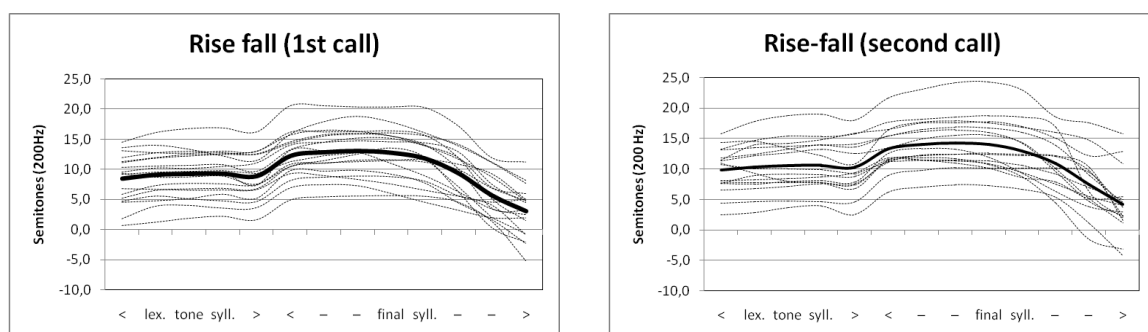 Rise fall (1st call)
Semitones (200Hz)
25,0
20,0
15,0
10,0
5,0
0,0
-5,0
-10,0
< lex. tone syll. > < – – final syll. – – >
Rise-fall (second call)
Semitones (200Hz)
25,0
20,0
15,0
10,0
5,0
0,0
-5,0
-10,0
< lex. tone syll. > < – – final syll. – – >